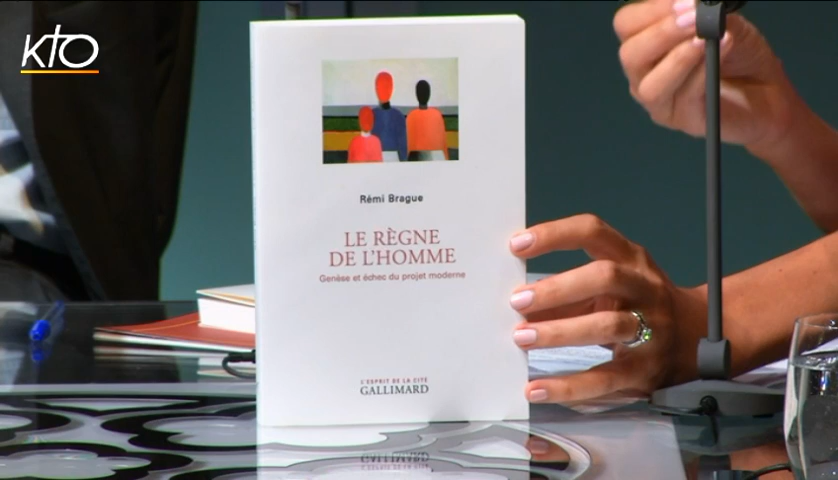 KTO
Rémi Brague
LE RÈGNE
DE L'HOMME
Genèse et échec du projet moderne
L'ESPRIT DE LA CITÉ
GALLIMARD